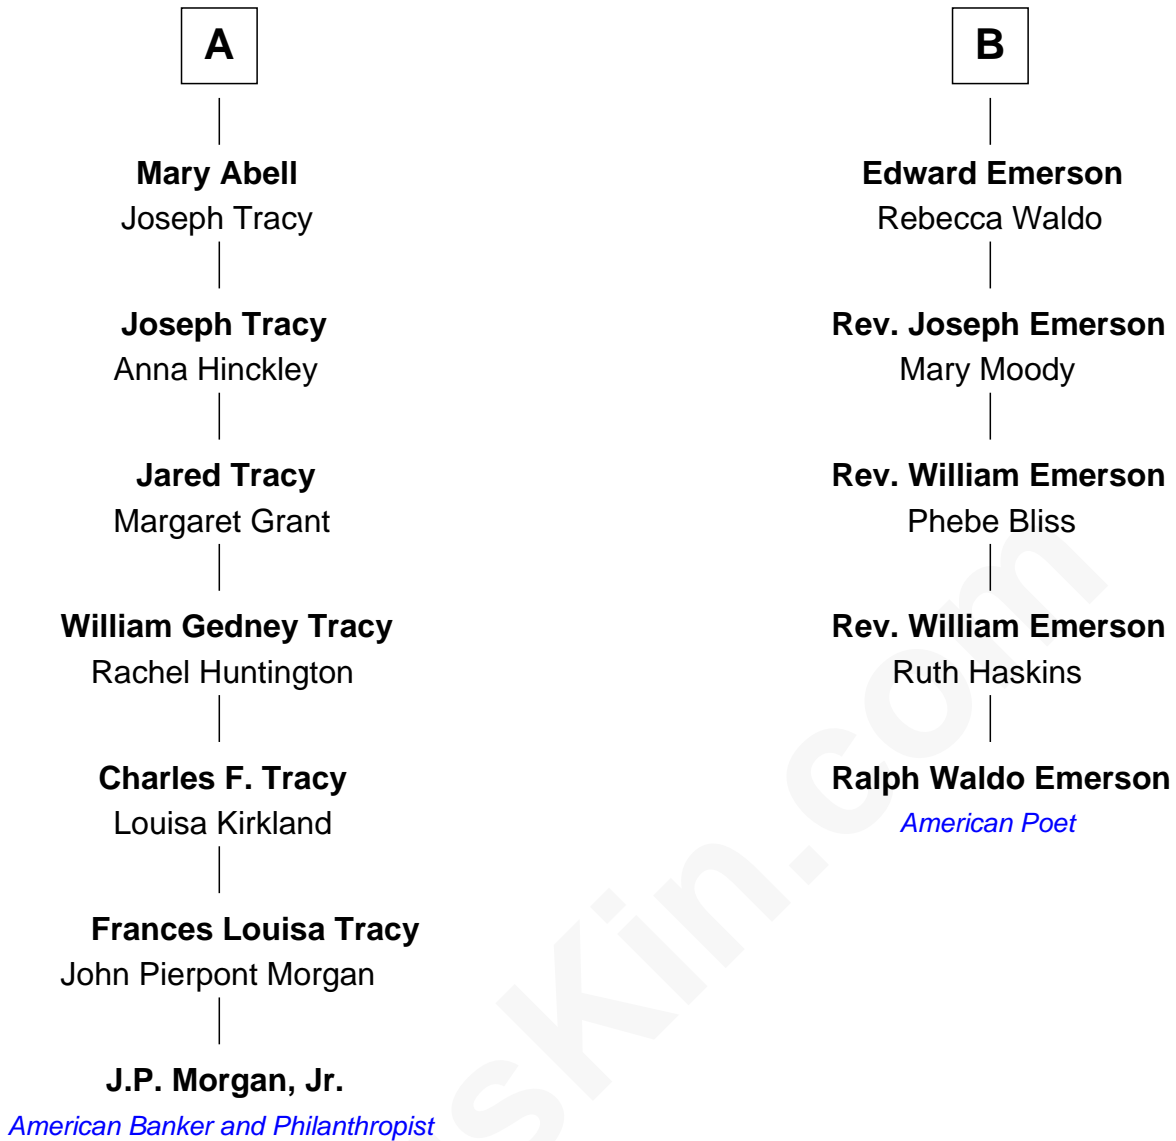 A
Mary Abell
Joseph Tracy
Joseph Tracy
Anna Hinckley
Jared Tracy
Margaret Grant
William Gedney Tracy
Rachel Huntington
Charles F. Tracy
Louisa Kirkland
Frances Louisa Tracy
John Pierpont Morgan
J.P. Morgan, Jr.
American Banker and Philanthropist
B
Edward Emerson
Rebecca Waldo
Rev. Joseph Emerson
Mary Moody
Rev. William Emerson
Phebe Bliss
Rev. William Emerson
Ruth Haskins
Ralph Waldo Emerson
American Poet
sKin.com